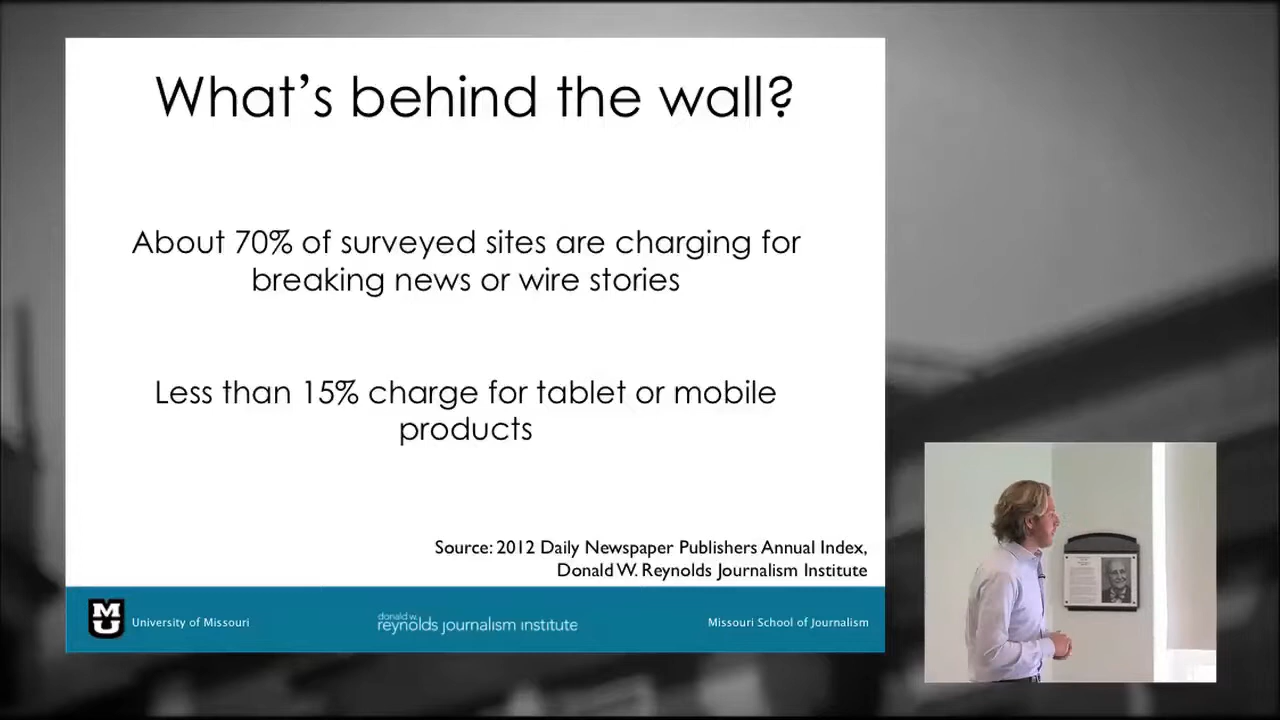 What's behind the wall?
About 70% of surveyed sites are charging for
breaking news or wire stories
Less than 15% charge for tablet or mobile
products
Source: 2012 Daily Newspaper Publishers Annual Index,
Donald W. Reynolds Journalism Institute
MU
University of Missouri
donald w.
reynolds journalism institute
Missouri School of Journalism